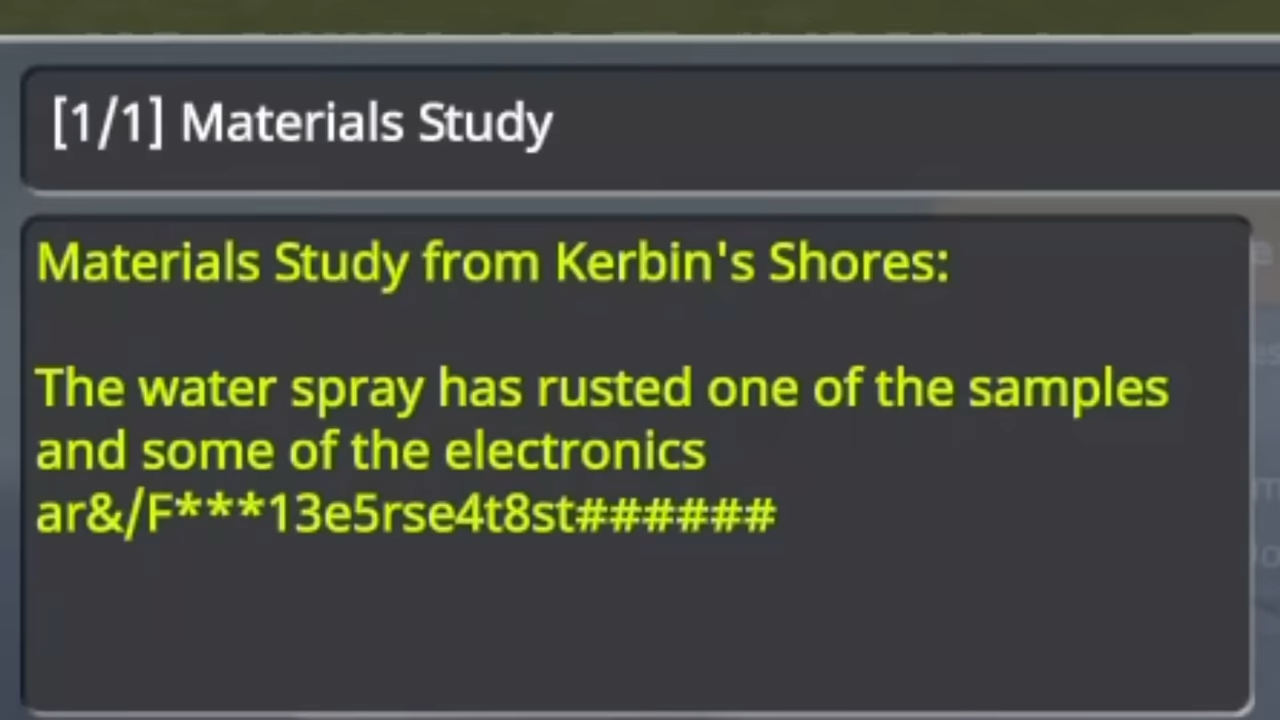 [1/1] Materials Study
Materials Study from Kerbin's Shores:
The water spray has rusted one of the samples
and some of the electronics
ar&/F***13e5rse4t8st######